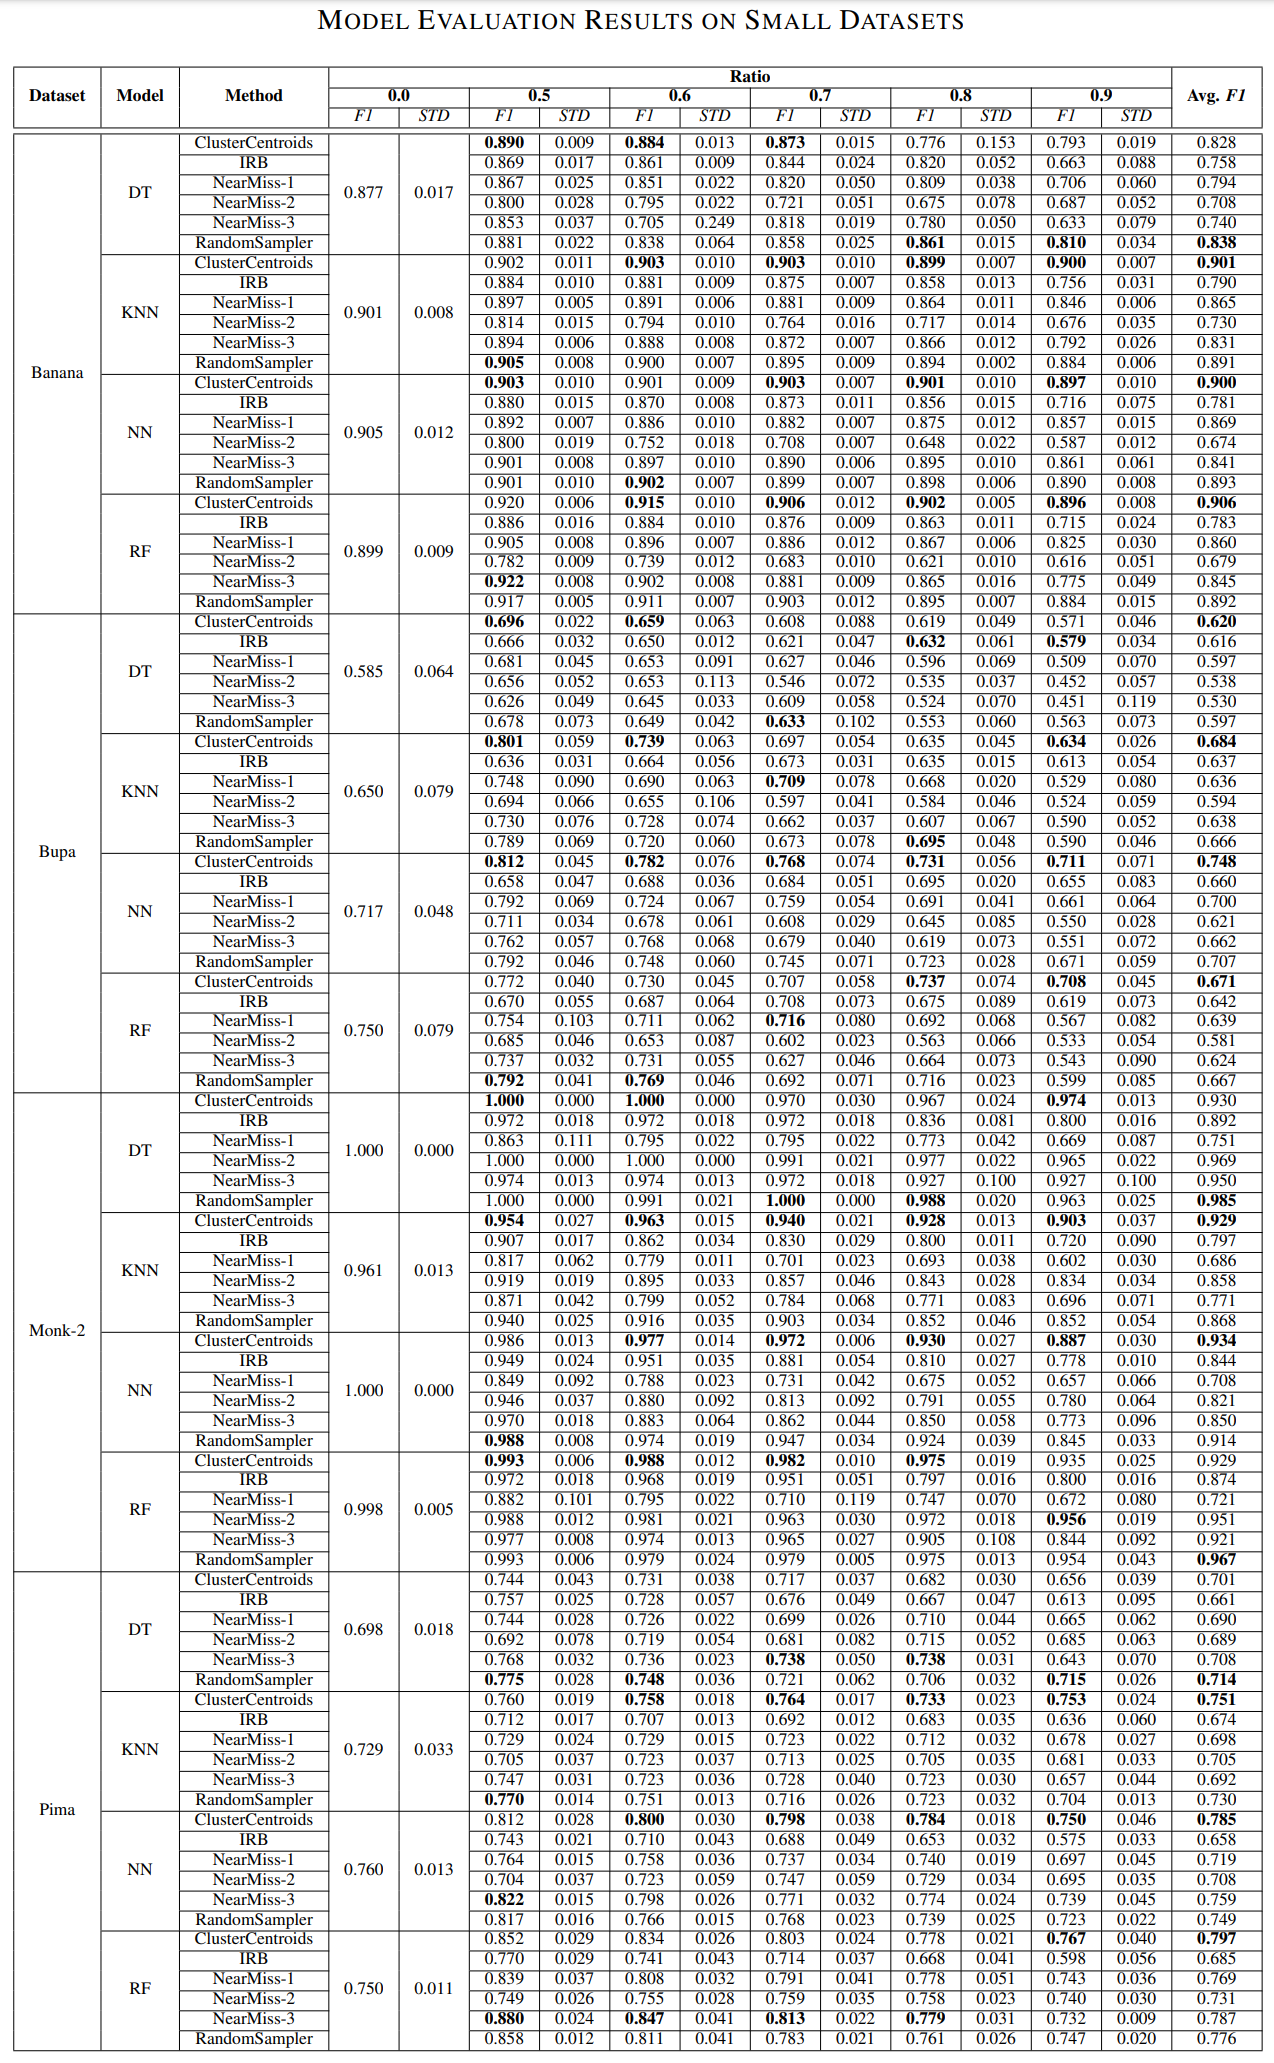 MODEL EVALUATION RESULTS ON SMALL DATASETS
Dataset Model Method Ratio Avg. F1
0.0 0.5 0.6 0.7 0.8 0.9
F1 STD F1 STD F1 STD F1 STD F1 STD F1 STD
Banana DT 0.877 0.017
ClusterCentroids 0.890 0.009 0.884 0.013 0.873 0.015 0.776 0.153 0.793 0.019 0.828
IRB 0.869 0.017 0.861 0.009 0.844 0.024 0.820 0.052 0.663 0.088 0.758
NearMiss-1 0.867 0.025 0.851 0.022 0.820 0.050 0.809 0.038 0.706 0.060 0.794
NearMiss-2 0.800 0.028 0.795 0.022 0.721 0.051 0.675 0.078 0.687 0.052 0.708
NearMiss-3 0.853 0.037 0.705 0.249 0.818 0.019 0.780 0.050 0.633 0.079 0.740
RandomSampler 0.881 0.022 0.838 0.064 0.858 0.025 0.861 0.015 0.810 0.034 0.838
KNN 0.901 0.008
ClusterCentroids 0.902 0.011 0.903 0.010 0.903 0.010 0.899 0.007 0.900 0.007 0.901
IRB 0.884 0.010 0.881 0.009 0.875 0.007 0.858 0.013 0.756 0.031 0.790
NearMiss-1 0.897 0.005 0.891 0.006 0.881 0.009 0.864 0.011 0.846 0.006 0.865
NearMiss-2 0.814 0.015 0.794 0.010 0.764 0.016 0.717 0.014 0.676 0.035 0.730
NearMiss-3 0.894 0.006 0.888 0.008 0.872 0.007 0.866 0.012 0.792 0.026 0.831
RandomSampler 0.905 0.008 0.900 0.007 0.895 0.009 0.894 0.002 0.884 0.006 0.891
NN 0.905 0.012
ClusterCentroids 0.903 0.010 0.901 0.009 0.903 0.007 0.901 0.010 0.897 0.010 0.900
IRB 0.880 0.015 0.870 0.008 0.873 0.011 0.856 0.015 0.716 0.075 0.781
NearMiss-1 0.892 0.007 0.886 0.010 0.882 0.007 0.875 0.012 0.857 0.015 0.869
NearMiss-2 0.800 0.019 0.752 0.018 0.708 0.007 0.648 0.022 0.587 0.012 0.674
NearMiss-3 0.901 0.008 0.897 0.010 0.890 0.006 0.895 0.010 0.861 0.061 0.841
RandomSampler 0.901 0.010 0.902 0.007 0.899 0.007 0.898 0.006 0.890 0.008 0.893
RF 0.899 0.009
ClusterCentroids 0.920 0.006 0.915 0.010 0.906 0.012 0.902 0.005 0.896 0.008 0.906
IRB 0.886 0.016 0.884 0.010 0.876 0.009 0.863 0.011 0.715 0.024 0.783
NearMiss-1 0.905 0.008 0.896 0.007 0.886 0.012 0.867 0.006 0.825 0.030 0.860
NearMiss-2 0.782 0.009 0.739 0.012 0.683 0.010 0.621 0.010 0.616 0.051 0.679
NearMiss-3 0.922 0.008 0.902 0.008 0.881 0.009 0.865 0.016 0.775 0.049 0.845
RandomSampler 0.917 0.005 0.911 0.007 0.903 0.012 0.895 0.007 0.884 0.015 0.892
Bupa DT 0.585 0.064
ClusterCentroids 0.696 0.022 0.659 0.063 0.608 0.088 0.619 0.049 0.571 0.046 0.620
IRB 0.666 0.032 0.650 0.012 0.621 0.047 0.632 0.061 0.579 0.034 0.616
NearMiss-1 0.681 0.045 0.653 0.091 0.627 0.046 0.596 0.069 0.509 0.070 0.597
NearMiss-2 0.656 0.052 0.653 0.113 0.546 0.072 0.535 0.037 0.452 0.057 0.538
NearMiss-3 0.626 0.049 0.645 0.033 0.609 0.058 0.524 0.070 0.451 0.119 0.530
RandomSampler 0.678 0.073 0.649 0.042 0.633 0.102 0.553 0.060 0.563 0.073 0.597
KNN 0.650 0.079
ClusterCentroids 0.801 0.059 0.739 0.063 0.697 0.054 0.635 0.045 0.634 0.026 0.684
IRB 0.636 0.031 0.664 0.056 0.673 0.031 0.635 0.015 0.613 0.054 0.637
NearMiss-1 0.748 0.090 0.690 0.063 0.709 0.078 0.668 0.020 0.529 0.080 0.636
NearMiss-2 0.694 0.066 0.655 0.106 0.597 0.041 0.584 0.046 0.524 0.059 0.594
NearMiss-3 0.730 0.076 0.728 0.074 0.662 0.037 0.607 0.067 0.590 0.052 0.638
RandomSampler 0.789 0.069 0.720 0.060 0.673 0.078 0.695 0.048 0.590 0.046 0.666
NN 0.717 0.048
ClusterCentroids 0.812 0.045 0.782 0.076 0.768 0.074 0.731 0.056 0.711 0.071 0.748
IRB 0.658 0.047 0.688 0.036 0.684 0.051 0.695 0.020 0.655 0.083 0.660
NearMiss-1 0.792 0.069 0.724 0.067 0.759 0.054 0.691 0.041 0.661 0.064 0.700
NearMiss-2 0.711 0.034 0.678 0.061 0.608 0.029 0.645 0.085 0.550 0.028 0.621
NearMiss-3 0.762 0.057 0.768 0.068 0.679 0.040 0.619 0.073 0.551 0.072 0.662
RandomSampler 0.792 0.046 0.748 0.060 0.745 0.071 0.723 0.028 0.671 0.059 0.707
RF 0.750 0.079
ClusterCentroids 0.772 0.040 0.730 0.045 0.707 0.058 0.737 0.074 0.708 0.045 0.671
IRB 0.670 0.055 0.687 0.064 0.708 0.073 0.675 0.089 0.619 0.073 0.642
NearMiss-1 0.754 0.103 0.711 0.062 0.716 0.080 0.692 0.068 0.567 0.082 0.639
NearMiss-2 0.685 0.046 0.653 0.087 0.602 0.023 0.563 0.066 0.533 0.054 0.581
NearMiss-3 0.737 0.032 0.731 0.055 0.627 0.046 0.664 0.073 0.543 0.090 0.624
RandomSampler 0.792 0.041 0.769 0.046 0.692 0.071 0.716 0.023 0.599 0.085 0.667
Monk-2 DT 1.000 0.000
ClusterCentroids 1.000 0.000 1.000 0.000 0.970 0.030 0.967 0.024 0.974 0.013 0.930
IRB 0.972 0.018 0.972 0.018 0.972 0.018 0.836 0.081 0.800 0.016 0.892
NearMiss-1 0.863 0.111 0.795 0.022 0.795 0.022 0.773 0.042 0.669 0.087 0.751
NearMiss-2 1.000 0.000 1.000 0.000 0.991 0.021 0.977 0.022 0.965 0.022 0.969
NearMiss-3 0.974 0.013 0.974 0.013 0.972 0.018 0.927 0.100 0.927 0.100 0.950
RandomSampler 1.000 0.000 0.991 0.021 1.000 0.000 0.988 0.020 0.963 0.025 0.985
KNN 0.961 0.013
ClusterCentroids 0.954 0.027 0.963 0.015 0.940 0.021 0.928 0.013 0.903 0.037 0.929
IRB 0.907 0.017 0.862 0.034 0.830 0.029 0.800 0.011 0.720 0.090 0.797
NearMiss-1 0.817 0.062 0.779 0.011 0.701 0.023 0.693 0.038 0.602 0.030 0.686
NearMiss-2 0.919 0.019 0.895 0.033 0.857 0.046 0.843 0.028 0.834 0.034 0.858
NearMiss-3 0.871 0.042 0.799 0.052 0.784 0.068 0.771 0.083 0.696 0.071 0.771
RandomSampler 0.940 0.025 0.916 0.035 0.903 0.034 0.852 0.046 0.852 0.054 0.868
NN 1.000 0.000
ClusterCentroids 0.986 0.013 0.977 0.014 0.972 0.006 0.930 0.027 0.887 0.030 0.934
IRB 0.949 0.024 0.951 0.035 0.881 0.054 0.810 0.027 0.778 0.010 0.844
NearMiss-1 0.849 0.092 0.788 0.023 0.731 0.042 0.675 0.052 0.657 0.066 0.708
NearMiss-2 0.946 0.037 0.880 0.092 0.813 0.092 0.791 0.055 0.780 0.064 0.821
NearMiss-3 0.970 0.018 0.883 0.064 0.862 0.044 0.850 0.058 0.773 0.096 0.850
RandomSampler 0.988 0.008 0.974 0.019 0.947 0.034 0.924 0.039 0.845 0.033 0.914
RF 0.998 0.005
ClusterCentroids 0.993 0.006 0.988 0.012 0.982 0.010 0.975 0.019 0.935 0.025 0.929
IRB 0.972 0.018 0.968 0.019 0.951 0.051 0.797 0.016 0.800 0.016 0.874
NearMiss-1 0.882 0.101 0.795 0.022 0.710 0.119 0.747 0.070 0.672 0.080 0.721
NearMiss-2 0.988 0.012 0.981 0.021 0.963 0.030 0.972 0.018 0.956 0.019 0.951
NearMiss-3 0.977 0.008 0.974 0.013 0.965 0.027 0.905 0.108 0.844 0.092 0.921
RandomSampler 0.993 0.006 0.979 0.024 0.979 0.005 0.975 0.013 0.954 0.043 0.967
Pima DT 0.698 0.018
ClusterCentroids 0.744 0.043 0.731 0.038 0.717 0.037 0.682 0.030 0.656 0.039 0.701
IRB 0.757 0.025 0.728 0.057 0.676 0.049 0.667 0.047 0.613 0.095 0.661
NearMiss-1 0.744 0.028 0.726 0.022 0.699 0.026 0.710 0.044 0.665 0.062 0.690
NearMiss-2 0.692 0.078 0.719 0.054 0.681 0.082 0.715 0.052 0.685 0.063 0.689
NearMiss-3 0.768 0.032 0.736 0.023 0.738 0.050 0.738 0.031 0.643 0.070 0.708
RandomSampler 0.775 0.028 0.748 0.036 0.721 0.062 0.706 0.032 0.715 0.026 0.714
KNN 0.729 0.033
ClusterCentroids 0.760 0.019 0.758 0.018 0.764 0.017 0.733 0.023 0.753 0.024 0.751
IRB 0.712 0.017 0.707 0.013 0.692 0.012 0.683 0.035 0.636 0.060 0.674
NearMiss-1 0.729 0.024 0.729 0.015 0.723 0.022 0.712 0.032 0.678 0.027 0.698
NearMiss-2 0.705 0.037 0.723 0.037 0.713 0.025 0.705 0.035 0.681 0.033 0.705
NearMiss-3 0.747 0.031 0.723 0.036 0.728 0.040 0.723 0.030 0.657 0.044 0.692
RandomSampler 0.770 0.014 0.751 0.013 0.716 0.026 0.723 0.032 0.704 0.013 0.730
NN 0.760 0.013
ClusterCentroids 0.812 0.028 0.800 0.030 0.798 0.038 0.784 0.018 0.750 0.046 0.785
IRB 0.743 0.021 0.710 0.043 0.688 0.049 0.653 0.032 0.575 0.033 0.658
NearMiss-1 0.764 0.015 0.758 0.036 0.737 0.034 0.740 0.019 0.697 0.045 0.719
NearMiss-2 0.704 0.037 0.723 0.059 0.747 0.059 0.729 0.034 0.695 0.035 0.708
NearMiss-3 0.822 0.015 0.798 0.026 0.771 0.032 0.774 0.024 0.739 0.045 0.759
RandomSampler 0.817 0.016 0.766 0.015 0.768 0.023 0.739 0.025 0.723 0.022 0.749
RF 0.750 0.011
ClusterCentroids 0.852 0.029 0.834 0.026 0.803 0.024 0.778 0.021 0.767 0.040 0.797
IRB 0.770 0.029 0.741 0.043 0.714 0.037 0.668 0.041 0.598 0.056 0.685
NearMiss-1 0.839 0.037 0.808 0.032 0.791 0.041 0.778 0.051 0.743 0.036 0.769
NearMiss-2 0.749 0.026 0.755 0.028 0.759 0.035 0.758 0.023 0.740 0.030 0.731
NearMiss-3 0.880 0.024 0.847 0.041 0.813 0.022 0.779 0.031 0.732 0.009 0.787
RandomSampler 0.858 0.012 0.811 0.041 0.783 0.021 0.761 0.026 0.747 0.020 0.776